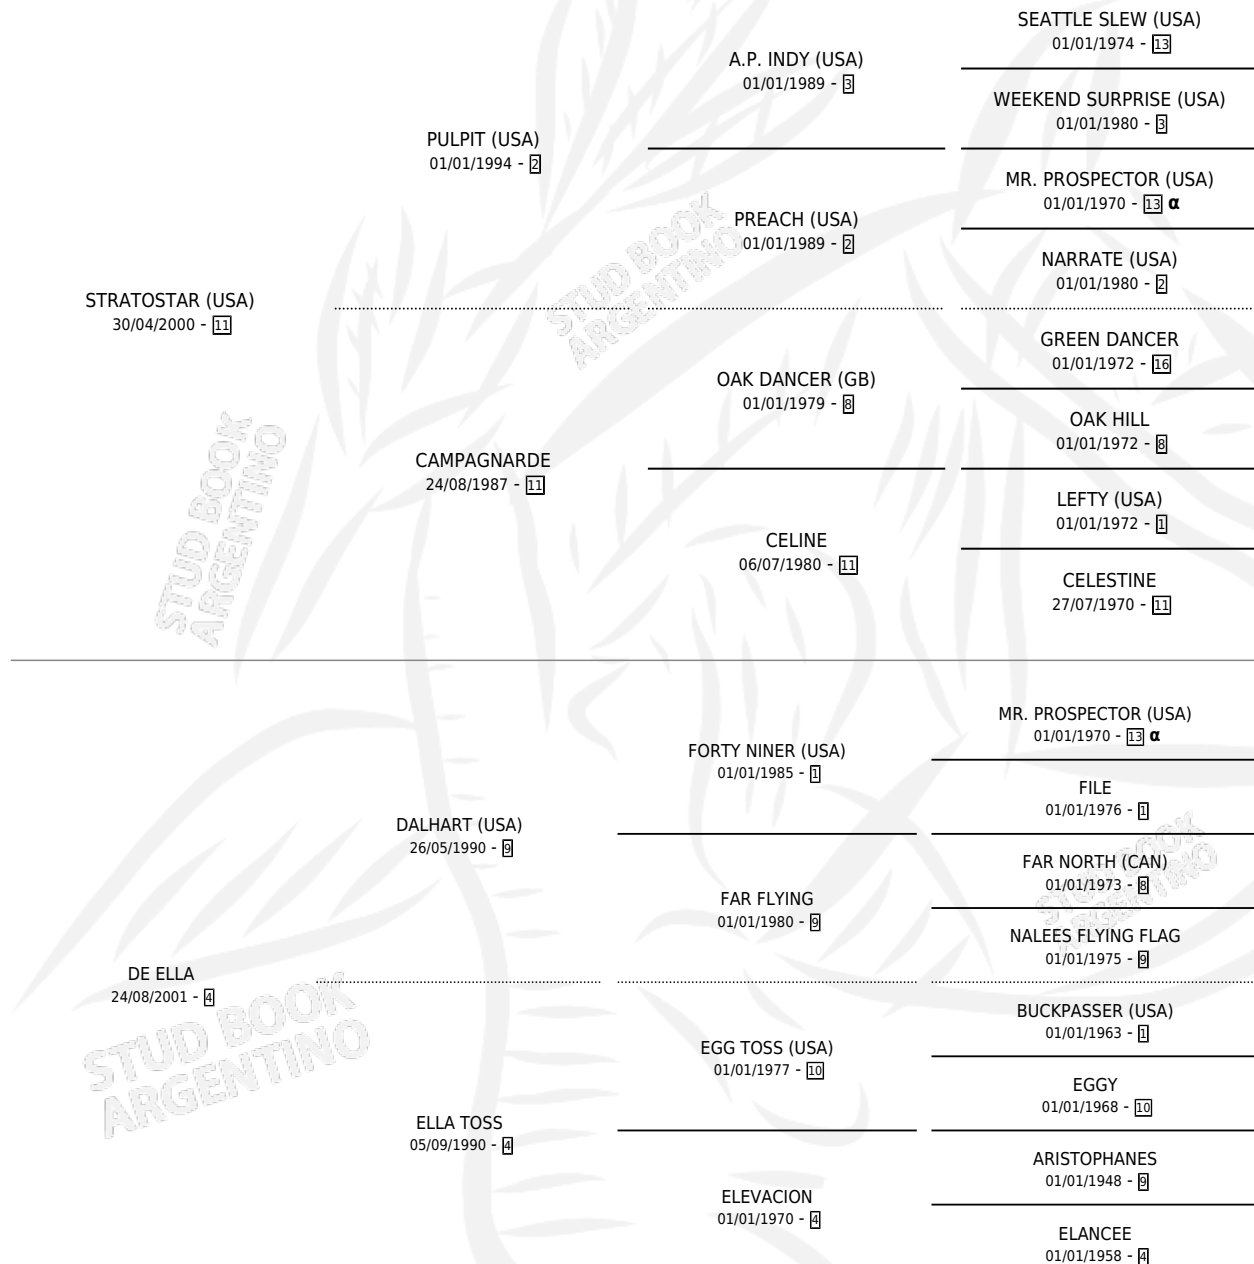 SEATTLE SLEW (USA)
01/01/1974 - 13
A.P. INDY (USA)
01/01/1989 - 3
WEEKEND SURPRISE (USA)
01/01/1980 - 3
PULPIT (USA)
01/01/1994 - 2
MR. PROSPECTOR (USA)
01/01/1970 - 13 α
PREACH (USA)
01/01/1989 - 2
NARRATE (USA)
01/01/1980 - 2
STRATOSTAR (USA)
30/04/2000 - 11
GREEN DANCER
01/01/1972 - 16
OAK DANCER (GB)
01/01/1979 - 8
OAK HILL
01/01/1972 - 8
CAMPAGNARDE
24/08/1987 - 11
LEFTY (USA)
01/01/1972 - 1
CELINE
06/07/1980 - 11
CELESTINE
27/07/1970 - 11
MR. PROSPECTOR (USA)
01/01/1970 - 13 α
FORTY NINER (USA)
01/01/1985 - 1
FILE
01/01/1976 - 1
DALHART (USA)
26/05/1990 - 9
FAR NORTH (CAN)
01/01/1973 - 8
FAR FLYING
01/01/1980 - 9
NALEES FLYING FLAG
01/01/1975 - 9
DE ELLA
24/08/2001 - 4
BUCKPASSER (USA)
01/01/1963 - 1
EGG TOSS (USA)
01/01/1977 - 10
EGGY
01/01/1968 - 10
ELLA TOSS
05/09/1990 - 4
ARISTOPHANES
01/01/1948 - 9
ELEVACION
01/01/1970 - 4
ELANCEE
01/01/1958 - 4
STUD BOOK
ARGENTINO
STUD BOOK
ARGENTINO
STUD BOOK
ARGENTINO
STUD BOOK
ARGENTINO